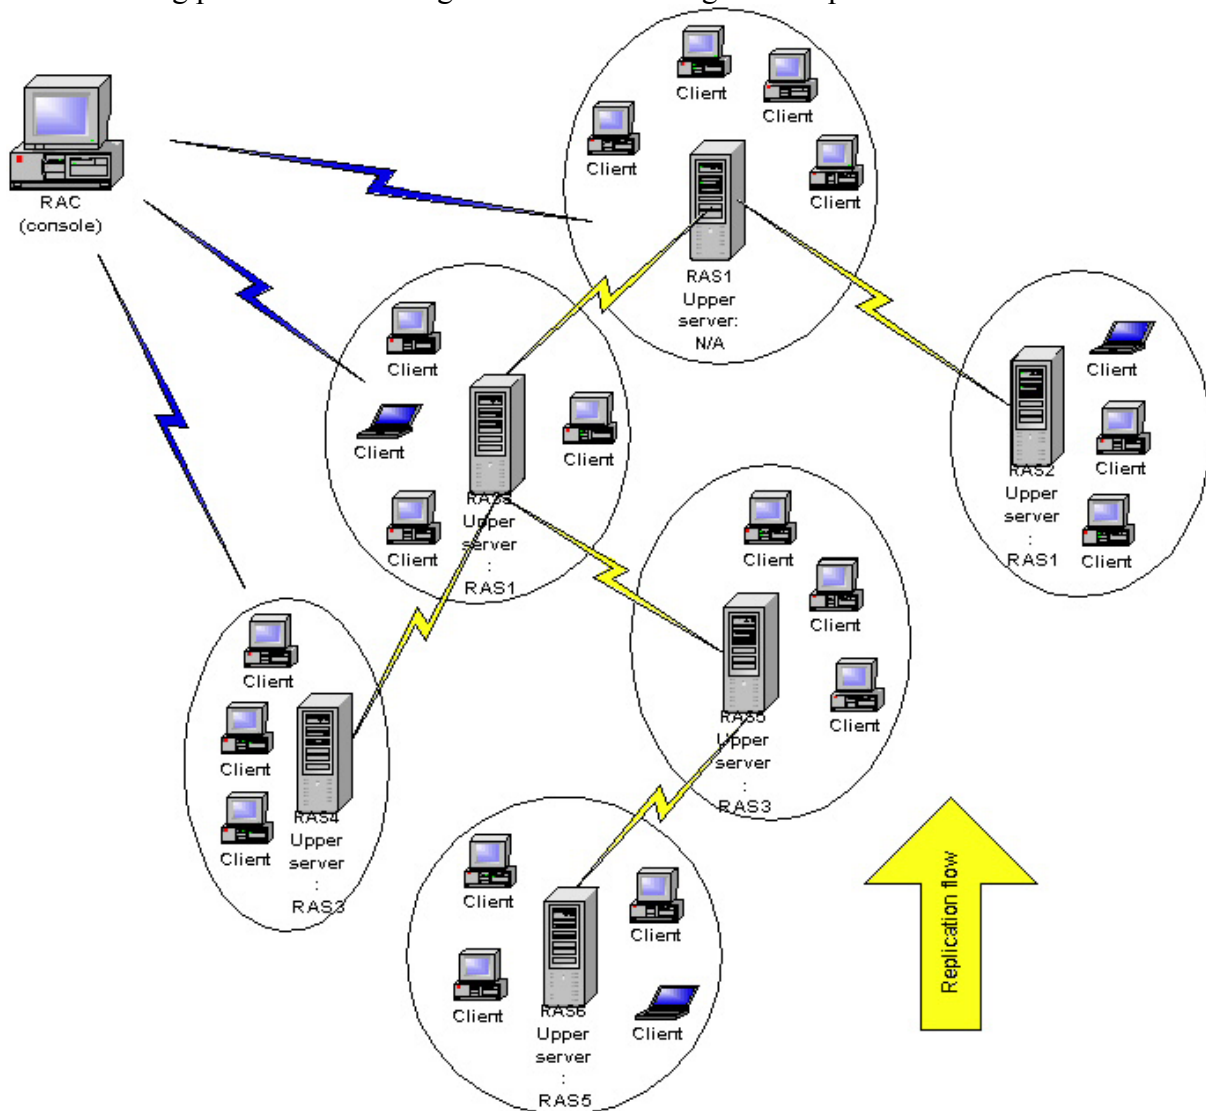 Client
Client
Client
Client
RAC
(console)
RAS1
Upper
server:
N/A
Client
Client
Client
Client
RAS3
Upper
server
:
RAS1
Client
Client
Client
RAS2
Upper
server
:
RAS1
Client
Client
Client
RAS5
Upper
server
:
RAS3
Client
Client
Client
RAS4
Upper
server
:
RAS3
Client
Client
Client
Client
RAS6
Upper
server
:
RAS5
Replication flow